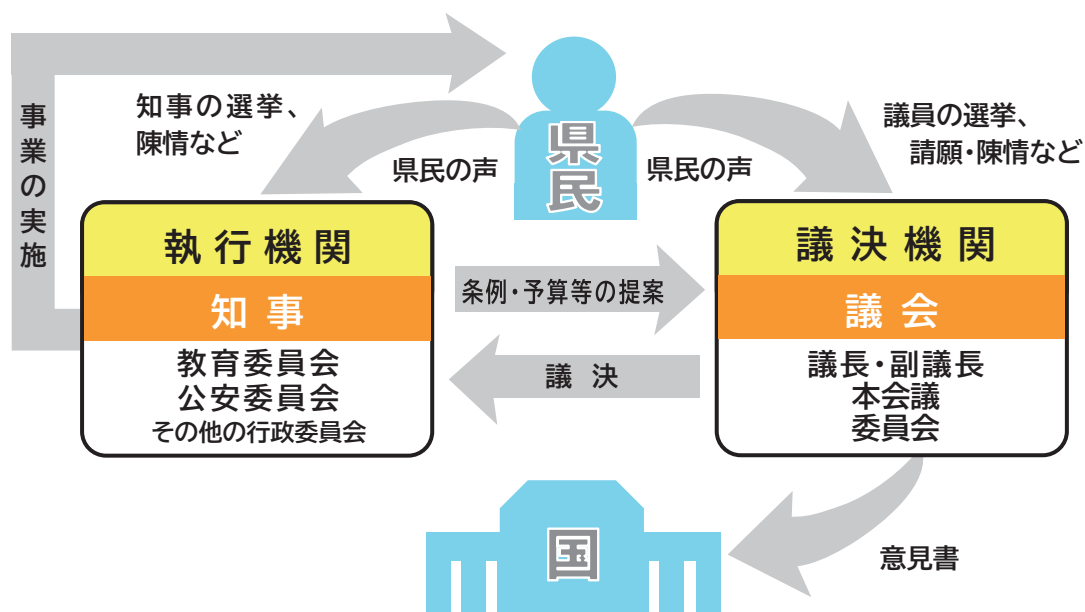 事業の実施
知事の選挙、
陳情など
県民の声
県民
県民の声
議員の選挙、
請願・陳情など
執行機関
知事
教育委員会
公安委員会
その他の行政委員会
条例・予算等の提案
議決
議決機関
議会
議長・副議長
本会議
委員会
国
意見書